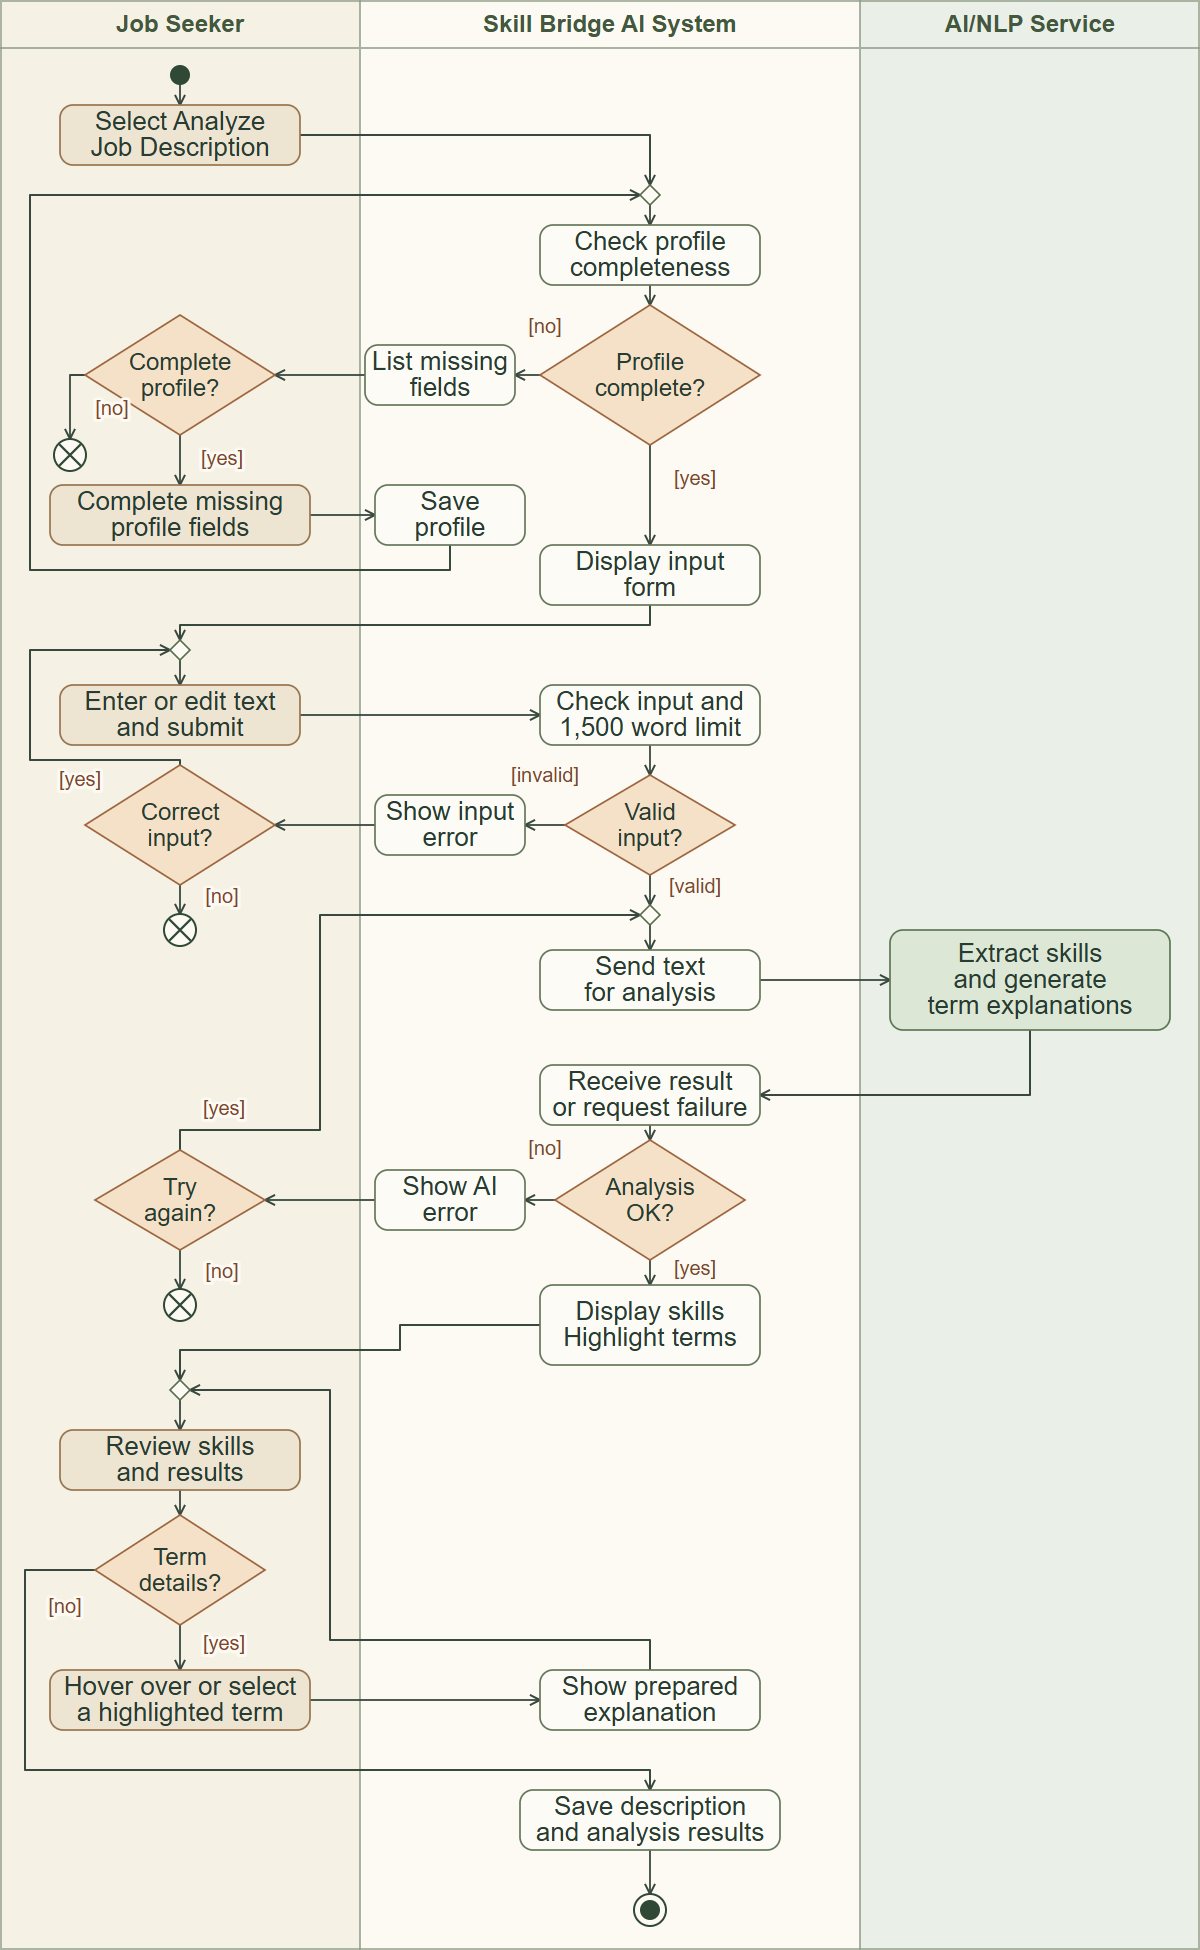 Job Seeker
Skill Bridge AI System
AI/NLP Service
Select Analyze
Job Description
Check profile
completeness
[no]
Profile
complete?
List missing
fields
Complete
profile?
[no]
[yes]
[yes]
Complete missing
profile fields
Save
profile
Display input
form
Enter or edit text
and submit
Check input and
1,500 word limit
[yes]
[invalid]
Correct
input?
Show input
error
Valid
input?
[no]
[valid]
Send text
for analysis
Extract skills
and generate
term explanations
Receive result
or request failure
[yes]
[no]
Try
again?
Show AI
error
Analysis
OK?
[no]
[yes]
Display skills
Highlight terms
Review skills
and results
Term
details?
[no]
[yes]
Hover over or select
a highlighted term
Show prepared
explanation
Save description
and analysis results